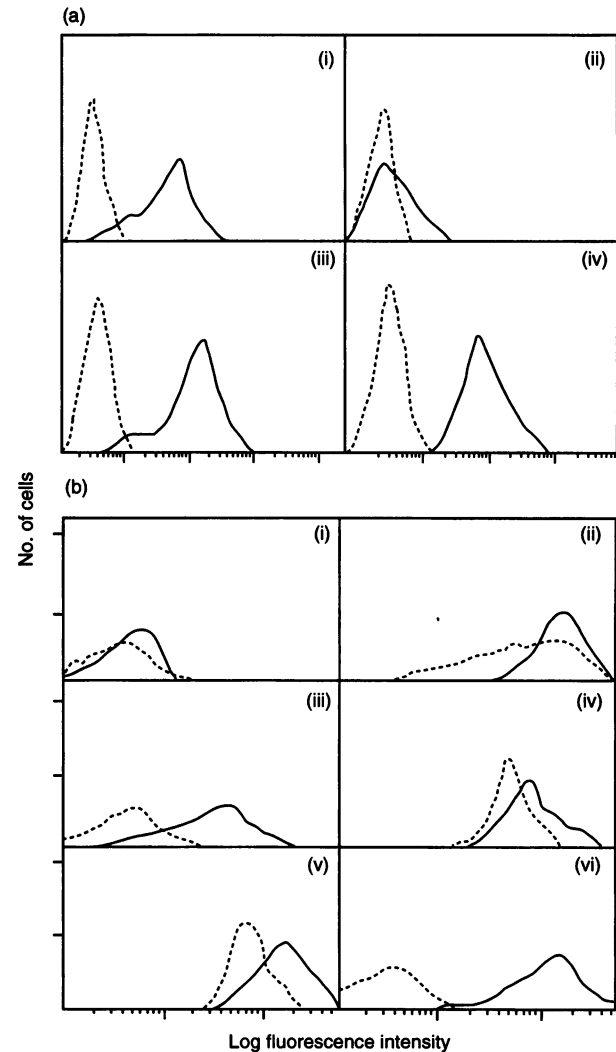 (a)
(i)
(ii)
(iii)
(iv)
(b)
No. of cells
(i)
(ii)
(iii)
(iv)
(v)
(vi)
Log fluorescence intensity